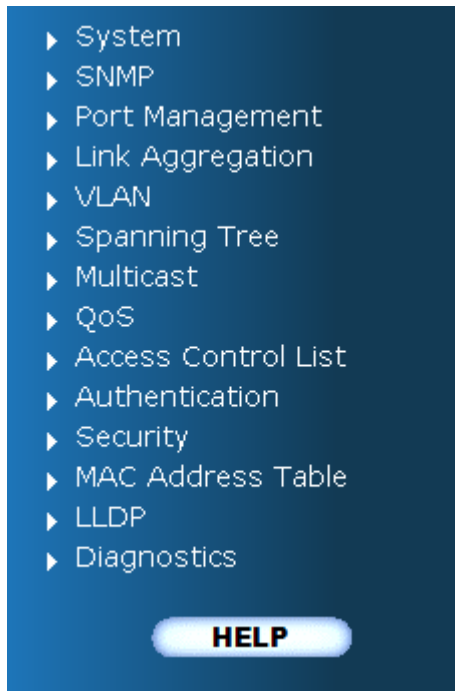 System
SNMP
Port Management
Link Aggregation
VLAN
Spanning Tree
Multicast
QoS
Access Control List
Authentication
Security
MAC Address Table
LLDP
Diagnostics
HELP